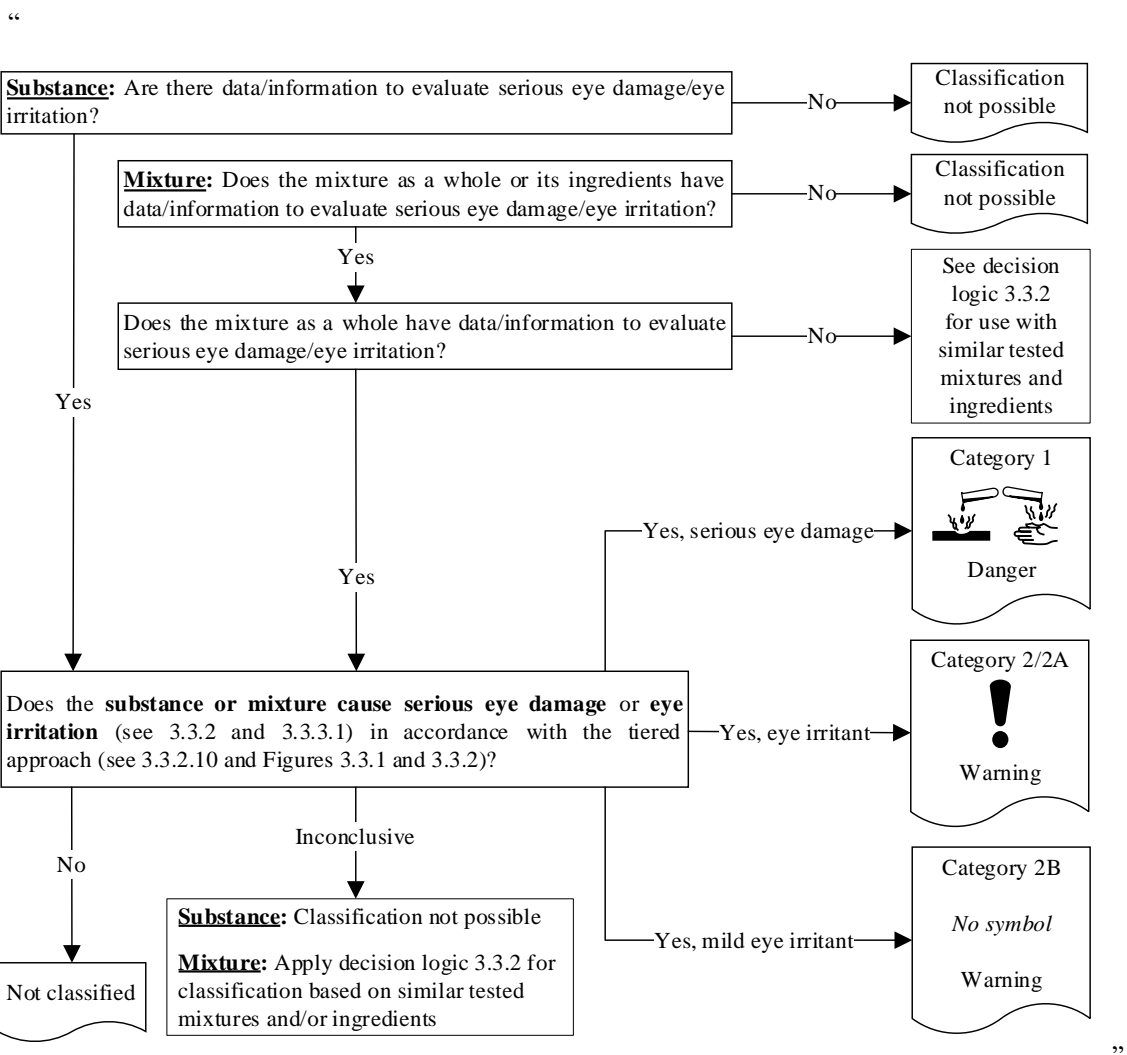 “
Substance: Are there data/information to evaluate serious eye damage/eye
irritation?
No
Classification
not possible
Mixture: Does the mixture as a whole or its ingredients have
data/information to evaluate serious eye damage/eye irritation?
No
Classification
not possible
Yes
Does the mixture as a whole have data/information to evaluate
serious eye damage/eye irritation?
No
See decision
logic 3.3.2
for use with
similar tested
mixtures and
ingredients
Yes
Yes
Yes, serious eye damage
Category 1
Danger
Does the substance or mixture cause serious eye damage or eye
irritation (see 3.3.2 and 3.3.3.1) in accordance with the tiered
approach (see 3.3.2.10 and Figures 3.3.1 and 3.3.2)?
Yes, eye irritant
Category 2/2A
Warning
Yes, mild eye irritant
Category 2B
No symbol
Warning
No
Not classified
Inconclusive
Substance: Classification not possible
Mixture: Apply decision logic 3.3.2 for
classification based on similar tested
mixtures and/or ingredients
”